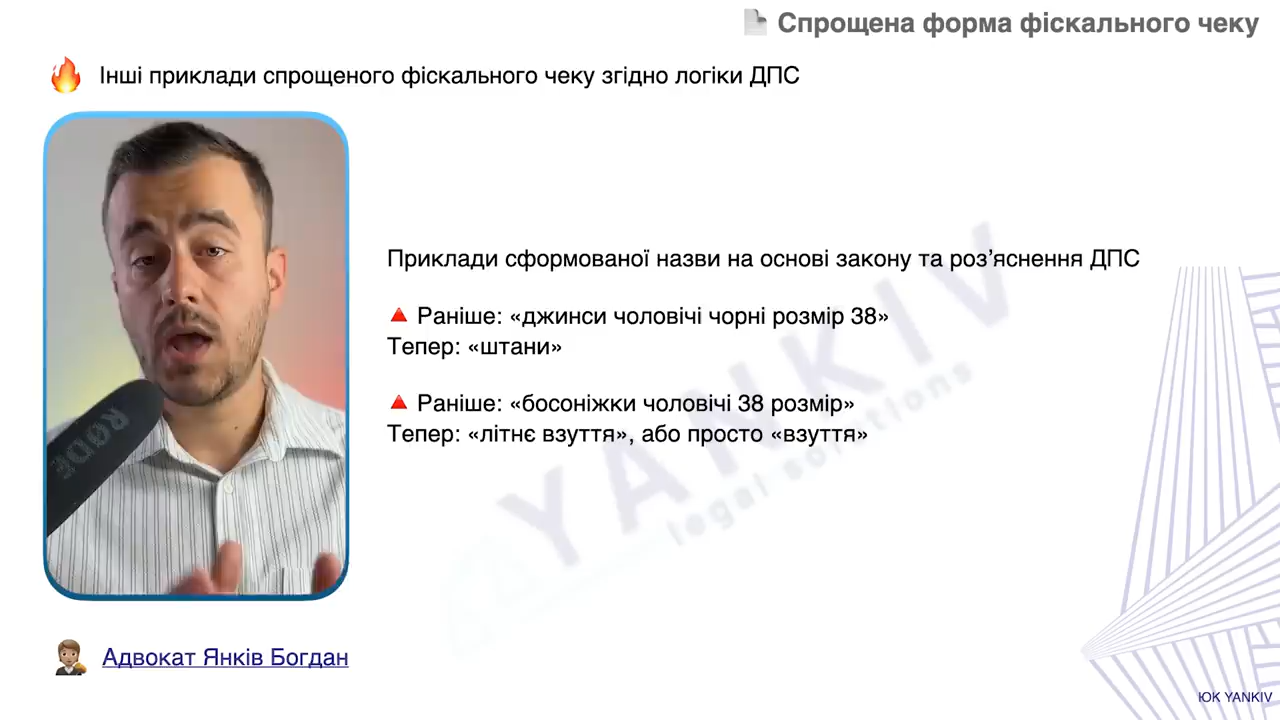 Спрощена форма фіскального чеку
Інші приклади спрощеного фіскального чеку згідно логіки ДПС
Приклади сформованої назви на основі закону та роз’яснення ДПС
Раніше: «джинси чоловічі чорні розмір 38»
Тепер: «штани»
Раніше: «босоніжки чоловічі 38 розмір»
Тепер: «літнє взуття», або просто «взуття»
YANKIV
legal solutions
RØDE
Адвокат Янків Богдан
ЮК YANKIV